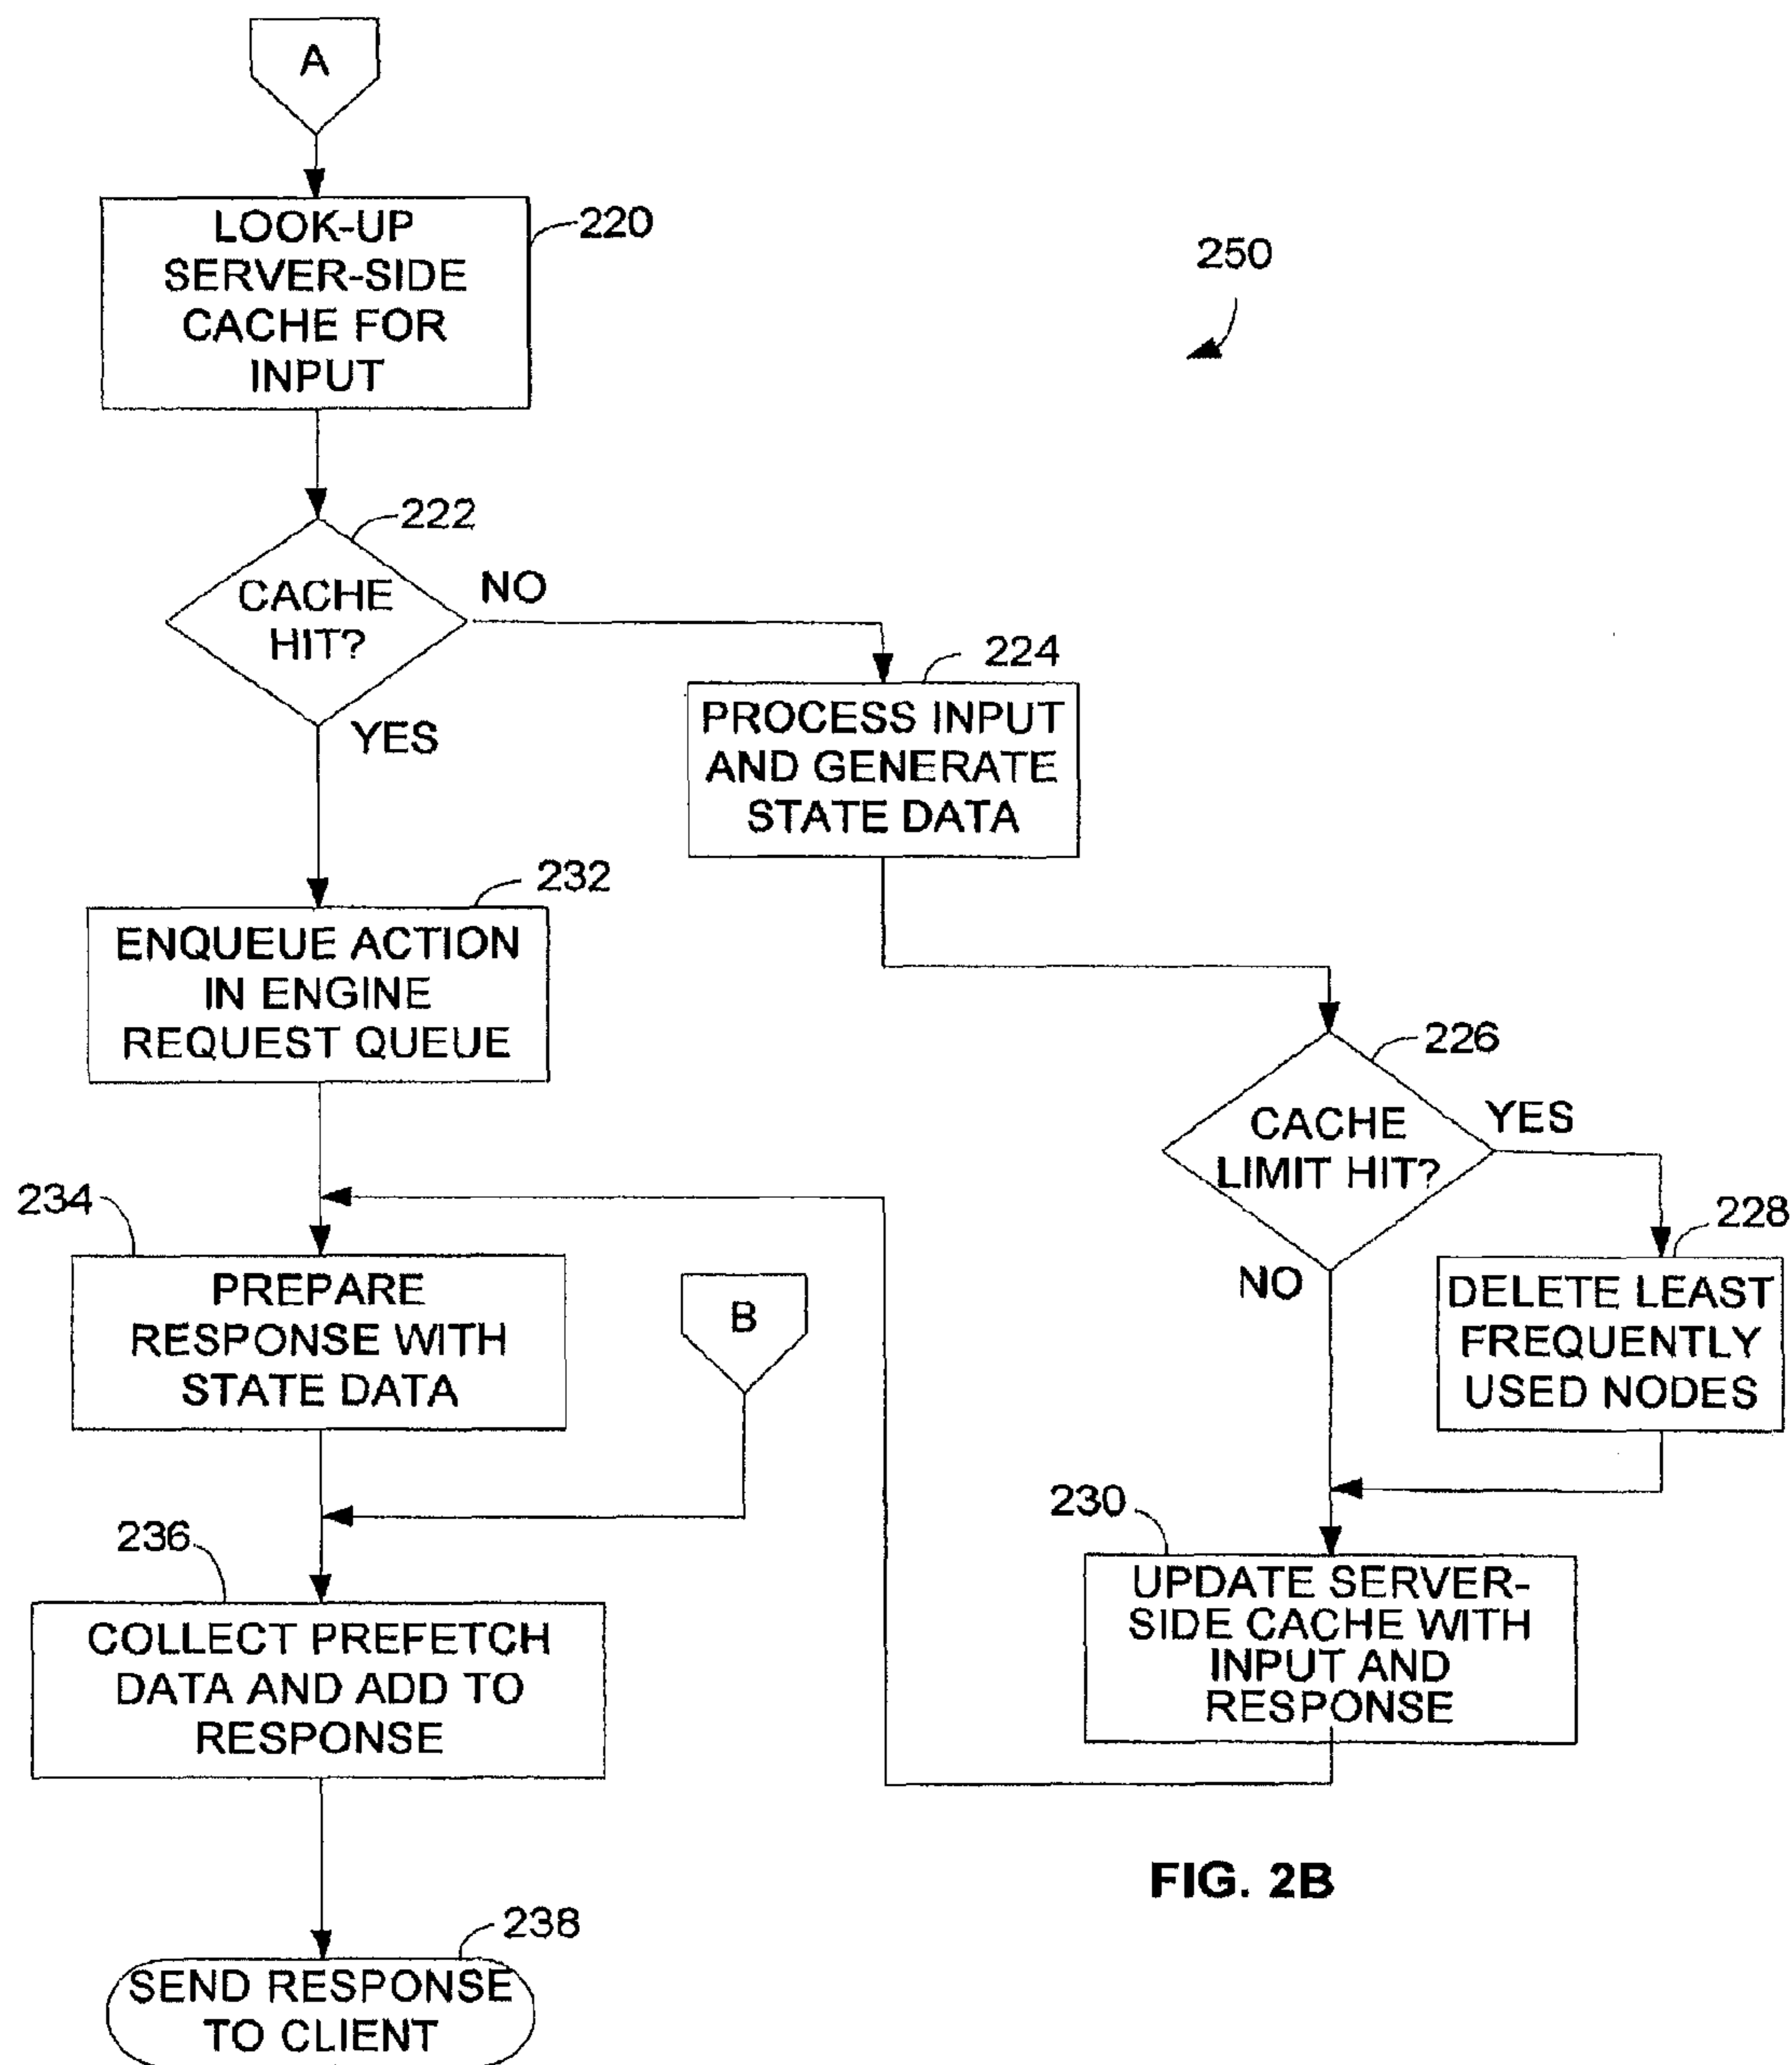 A
LOOK-UP
SERVER-SIDE
CACHE FOR
INPUT
220
250
222
CACHE
HIT?
NO
YES
224
PROCESS INPUT
AND GENERATE
STATE DATA
232
ENQUEUE ACTION
IN ENGINE
REQUEST QUEUE
226
CACHE
LIMIT HIT?
YES
NO
228
DELETE LEAST
FREQUENTLY
USED NODES
234
PREPARE
RESPONSE WITH
STATE DATA
B
230
UPDATE SERVER-
SIDE CACHE WITH
INPUT AND
RESPONSE
236
COLLECT PREFETCH
DATA AND ADD TO
RESPONSE
238
SEND RESPONSE
TO CLIENT
FIG. 2B